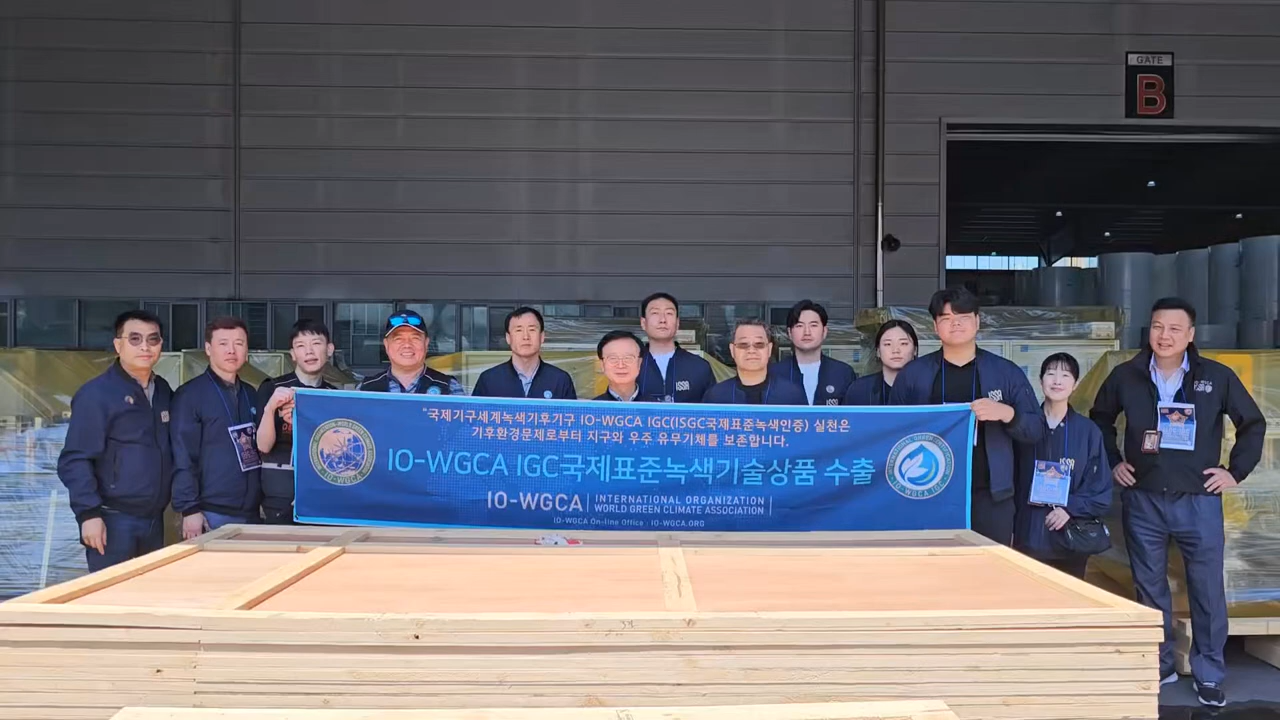 GATE
B
"국제기구세계녹색기후기구 IO-WGCA IGC(ISGC국제표준녹색인증) 실천은
기후환경문제로부터 지구와 우주 유무기체를 보존합니다.
IO-WGCA IGC국제표준녹색기술상품 수출
IO-WGCA INTERNATIONAL ORGANIZATION
WORLD GREEN CLIMATE ASSOCIATION
IO-WGCA On-line Office · IO-WGCA.ORG
IO-WGCA
IO-WGCA IGC
ISSA